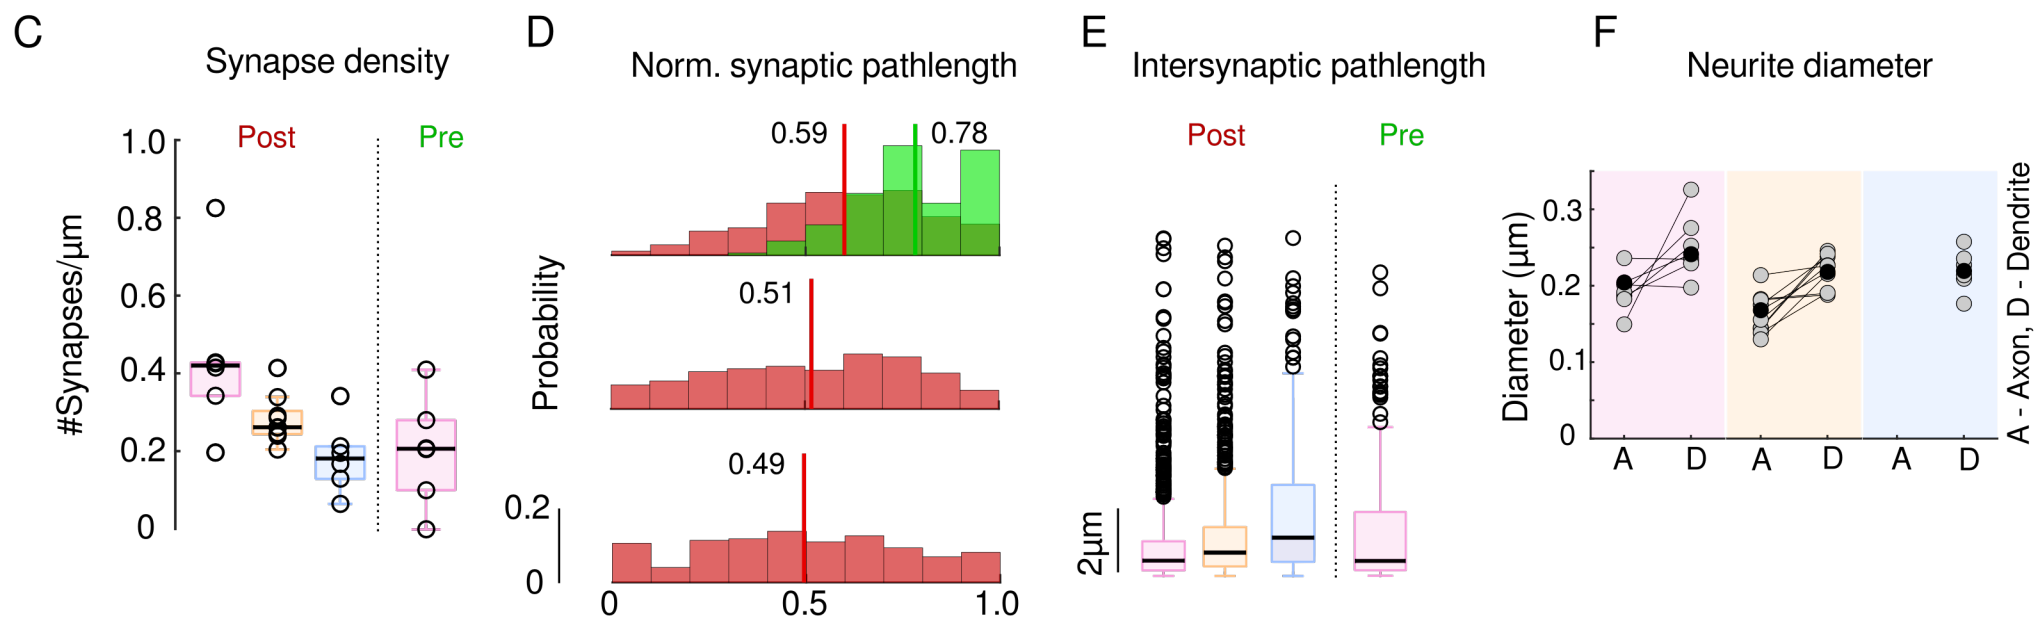 C
Synapse density
Post
Pre
#Synapses/µm
1.0
0.8
0.6
0.4
0.2
0
D
Norm. synaptic pathlength
0.59
0.78
0.51
0.49
Probability
0.2
0
0
0.5
1.0
E
Intersynaptic pathlength
Post
Pre
2µm
F
Neurite diameter
Diameter (µm)
0.3
0.2
0.1
0
A
D
A
D
A
D
A - Axon, D - Dendrite